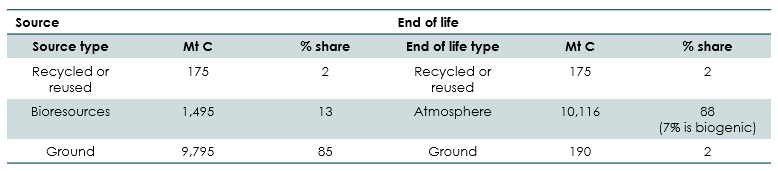 Source End of life
Source type Mt C % share End of life type Mt C % share
Recycled or reused 175 2 Recycled or reused 175 2
Bioresources 1,495 13 Atmosphere 10,116 88 (7% is biogenic)
Ground 9,795 85 Ground 190 2